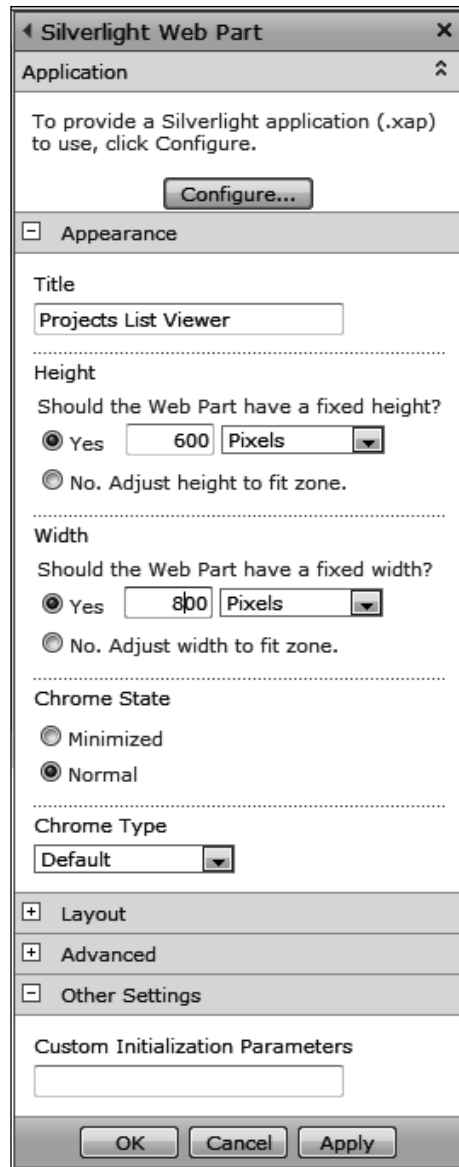 Silverlight Web Part
Application
To provide a Silverlight application (.xap)
to use, click Configure.
Configure...
Appearance
Title
Projects List Viewer
Height
Should the Web Part have a fixed height?
Yes 600 Pixels
No. Adjust height to fit zone.
Width
Should the Web Part have a fixed width?
Yes 800 Pixels
No. Adjust width to fit zone.
Chrome State
Minimized
Normal
Chrome Type
Default
Layout
Advanced
Other Settings
Custom Initialization Parameters
OK Cancel Apply